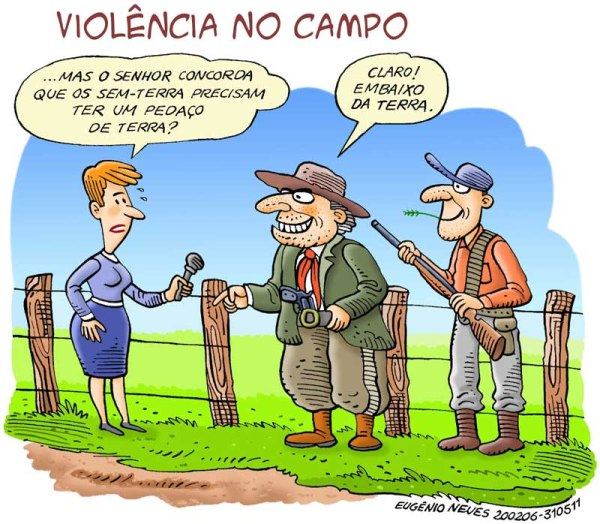 VIOLÊNCIA NO CAMPO
...MAS O SENHOR CONCORDA
QUE OS SEM-TERRA PRECISAM
TER UM PEDAÇO
DE TERRA?
CLARO!
EMBAIXO
DA TERRA.
EUGÊNIO NEVES 200206-310511